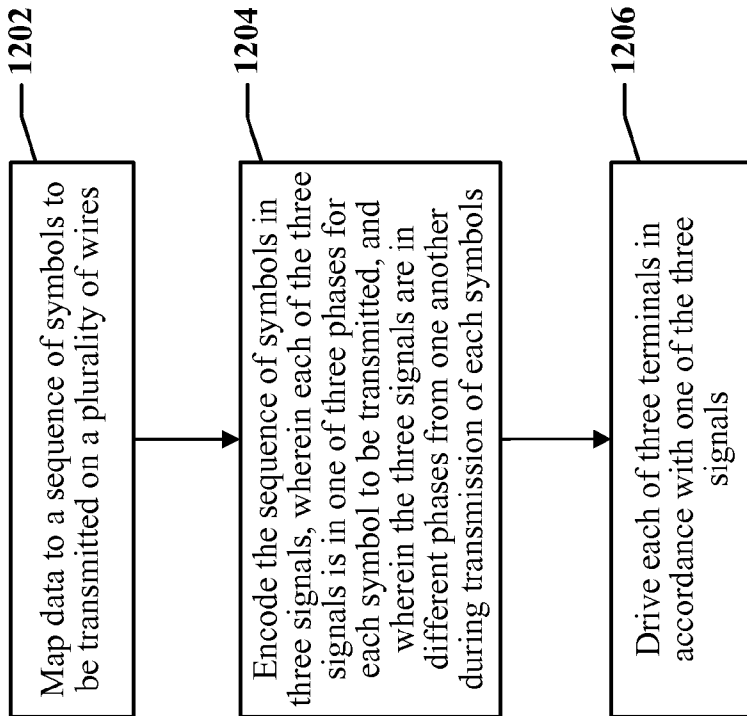 1202
Map data to a sequence of symbols to
be transmitted on a plurality of wires
1204
Encode the sequence of symbols in
three signals, wherein each of the three
signals is in one of three phases for
each symbol to be transmitted, and
wherein the three signals are in
different phases from one another
during transmission of each symbols
1206
Drive each of three terminals in
accordance with one of the three
signals